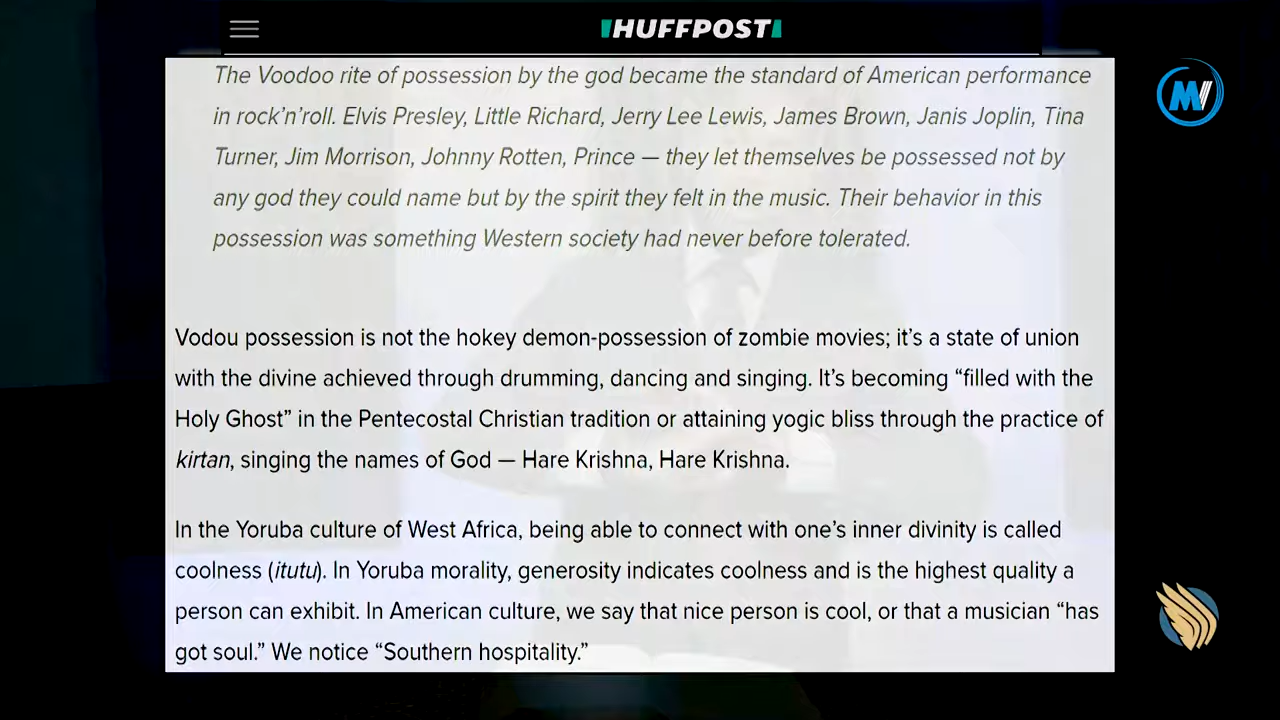 HUFFPOST
The Voodoo rite of possession by the god became the standard of American performance
in rock’n’roll. Elvis Presley, Little Richard, Jerry Lee Lewis, James Brown, Janis Joplin, Tina
Turner, Jim Morrison, Johnny Rotten, Prince — they let themselves be possessed not by
any god they could name but by the spirit they felt in the music. Their behavior in this
possession was something Western society had never before tolerated.
Vodou possession is not the hokey demon-possession of zombie movies; it’s a state of union
with the divine achieved through drumming, dancing and singing. It’s becoming “filled with the
Holy Ghost” in the Pentecostal Christian tradition or attaining yogic bliss through the practice of
kirtan, singing the names of God — Hare Krishna, Hare Krishna.
In the Yoruba culture of West Africa, being able to connect with one’s inner divinity is called
coolness (itutu). In Yoruba morality, generosity indicates coolness and is the highest quality a
person can exhibit. In American culture, we say that nice person is cool, or that a musician “has
got soul.” We notice “Southern hospitality.”